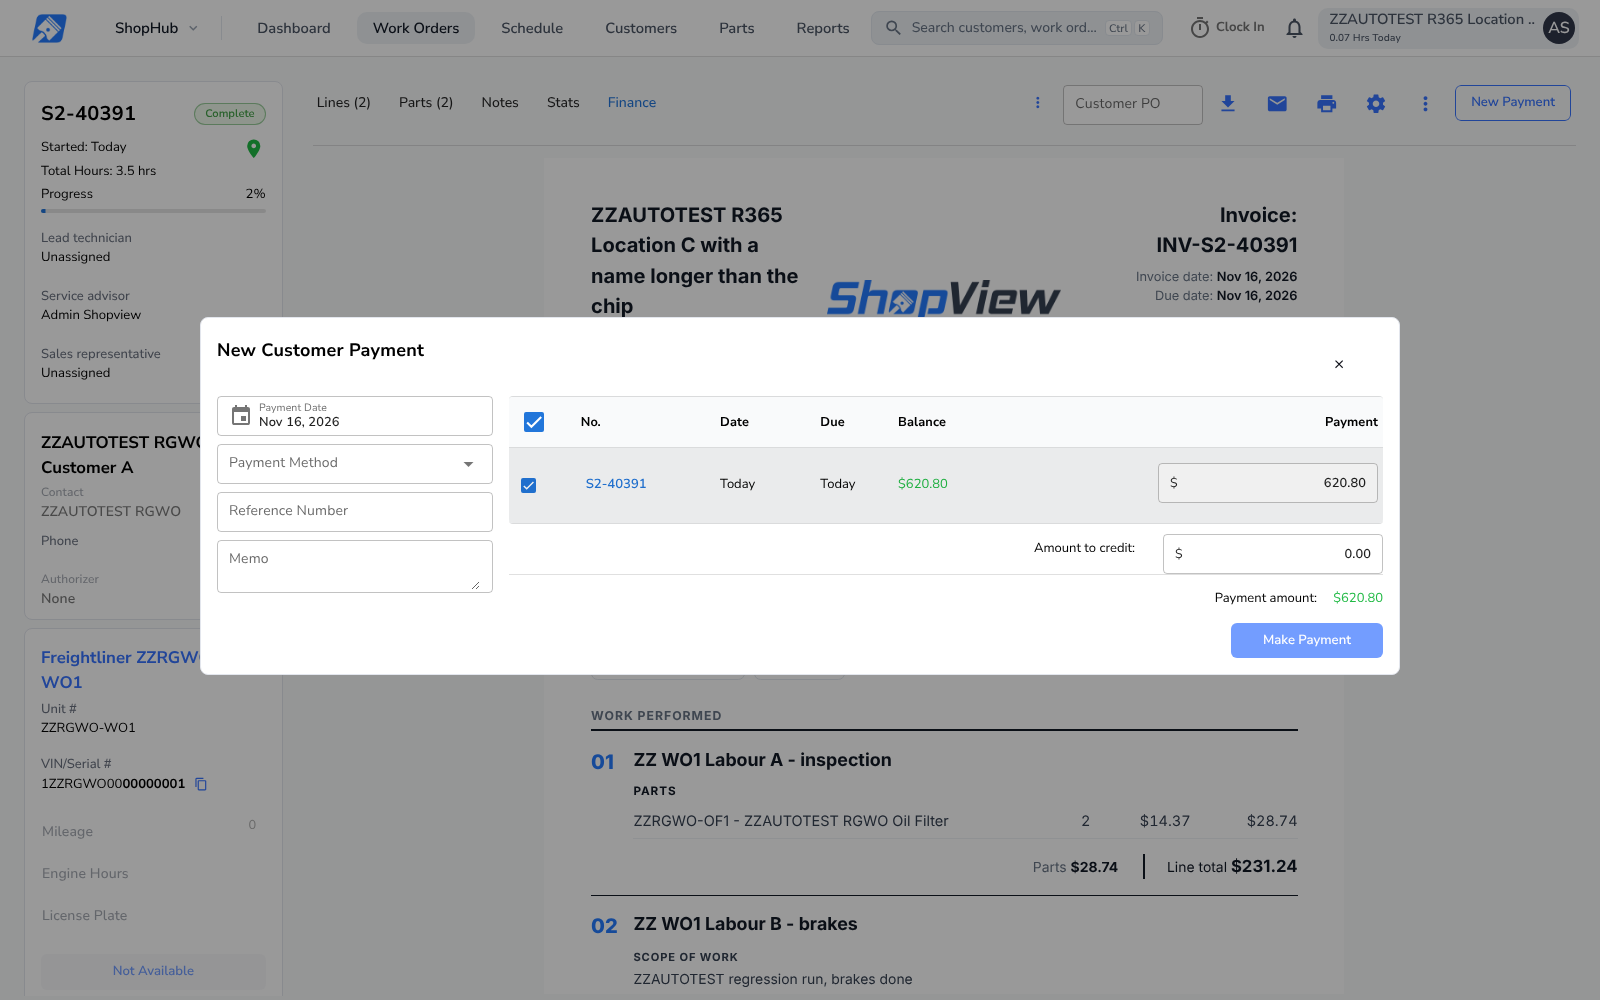 ShopHub
Dashboard
Work Orders
Schedule
Customers
Parts
Reports
Search customers, work ord...
Ctrl
K
Clock In
ZZAUTOTEST R365 Location ..
0.07 Hrs Today
AS
S2-40391
Complete
Started: Today
Total Hours: 3.5 hrs
Progress
2%
Lead technician
Unassigned
Service advisor
Admin Shopview
Sales representative
Unassigned
ZZAUTOTEST RGWO
Customer A
Contact
ZZAUTOTEST RGWO
Phone
Authorizer
None
Freightliner ZZRGW
WO1
Unit #
ZZRGWO-WO1
VIN/Serial #
1ZZRGWO0000000001
Mileage
0
Engine Hours
License Plate
Not Available
Lines (2)
Parts (2)
Notes
Stats
Finance
Customer PO
New Payment
ZZAUTOTEST R365
Location C with a
name longer than the
chip
ShopView
Invoice:
INV-S2-40391
Invoice date: Nov 16, 2026
Due date: Nov 16, 2026
New Customer Payment
×
Payment Date
Nov 16, 2026
Payment Method
Reference Number
Memo
No.
Date
Due
Balance
Payment
S2-40391
Today
Today
$620.80
$
620.80
Amount to credit:
$
0.00
Payment amount:
$620.80
Make Payment
WORK PERFORMED
01
ZZ WO1 Labour A - inspection
PARTS
ZZRGWO-OF1 - ZZAUTOTEST RGWO Oil Filter
2
$14.37
$28.74
Parts $28.74
Line total $231.24
02
ZZ WO1 Labour B - brakes
SCOPE OF WORK
ZZAUTOTEST regression run, brakes done